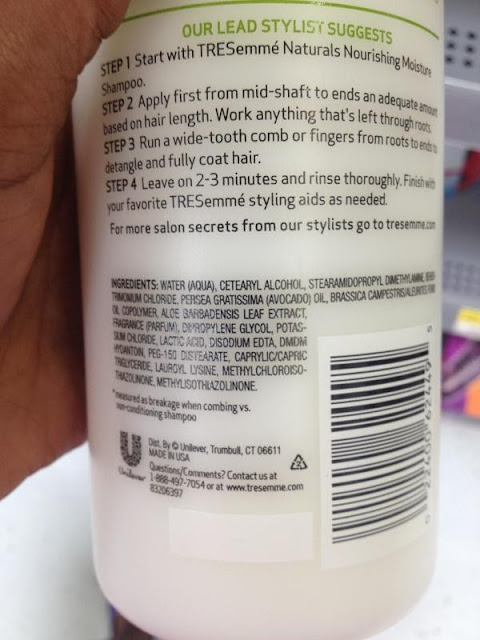 OUR LEAD STYLIST SUGGESTS
STEP 1 Start with TRESemmé Naturals Nourishing Moisture
Shampoo.
STEP 2 Apply first from mid-shaft to ends an adequate amount
based on hair length. Work anything that's left through roots.
STEP 3 Run a wide-tooth comb or fingers from roots to ends to
detangle and fully coat hair.
STEP 4 Leave on 2-3 minutes and rinse thoroughly. Finish with
your favorite TRESemmé styling aids as needed.
For more salon secrets from our stylists go to tresemme.com
INGREDIENTS: WATER (AQUA), CETEARYL ALCOHOL, STEARAMIDOPROPYL DIMETHYLAMINE, BEHEN-
TRIMONIUM CHLORIDE, PERSEA GRATISSIMA (AVOCADO) OIL, BRASSICA CAMPESTRIS/ALEURITES FORDI
OIL COPOLYMER, ALOE BARBADENSIS LEAF EXTRACT,
FRAGRANCE (PARFUM), DIPROPYLENE GLYCOL, POTAS-
SIUM CHLORIDE, LACTIC ACID, DISODIUM EDTA, DMDM
HYDANTOIN, PEG-150 DISTEARATE, CAPRYLIC/CAPRIC
TRIGLYCERIDE, LAUROYL LYSINE, METHYLCHLOROISO-
THIAZOLINONE, METHYLISOTHIAZOLINONE.
*measured as breakage when combing vs.
non-conditioning shampoo
Unilever
Dist. By © Unilever, Trumbull, CT 06611
MADE IN USA
Questions/Comments? Contact us at
1-888-497-7054 or at www.tresemme.com
83206397
2